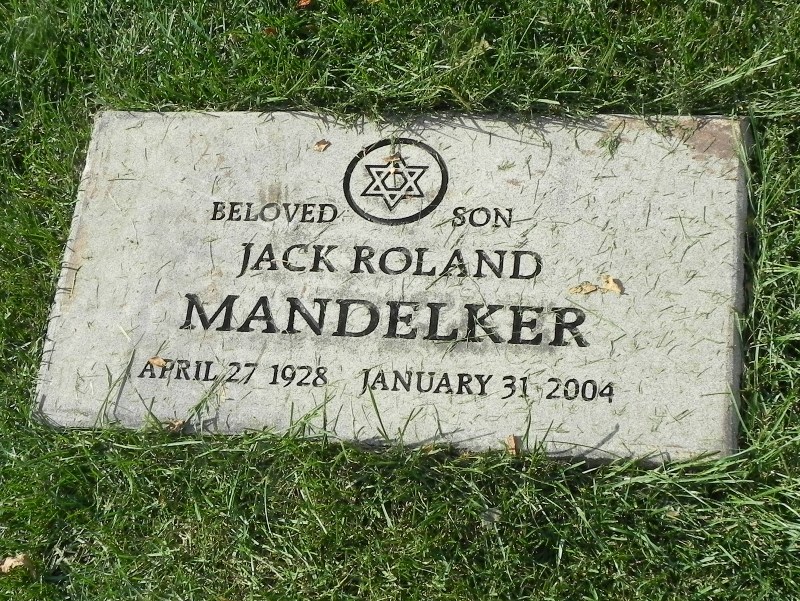 BELOVED SON
JACK ROLAND
MANDELKER
APRIL 27 1928 JANUARY 31 2004